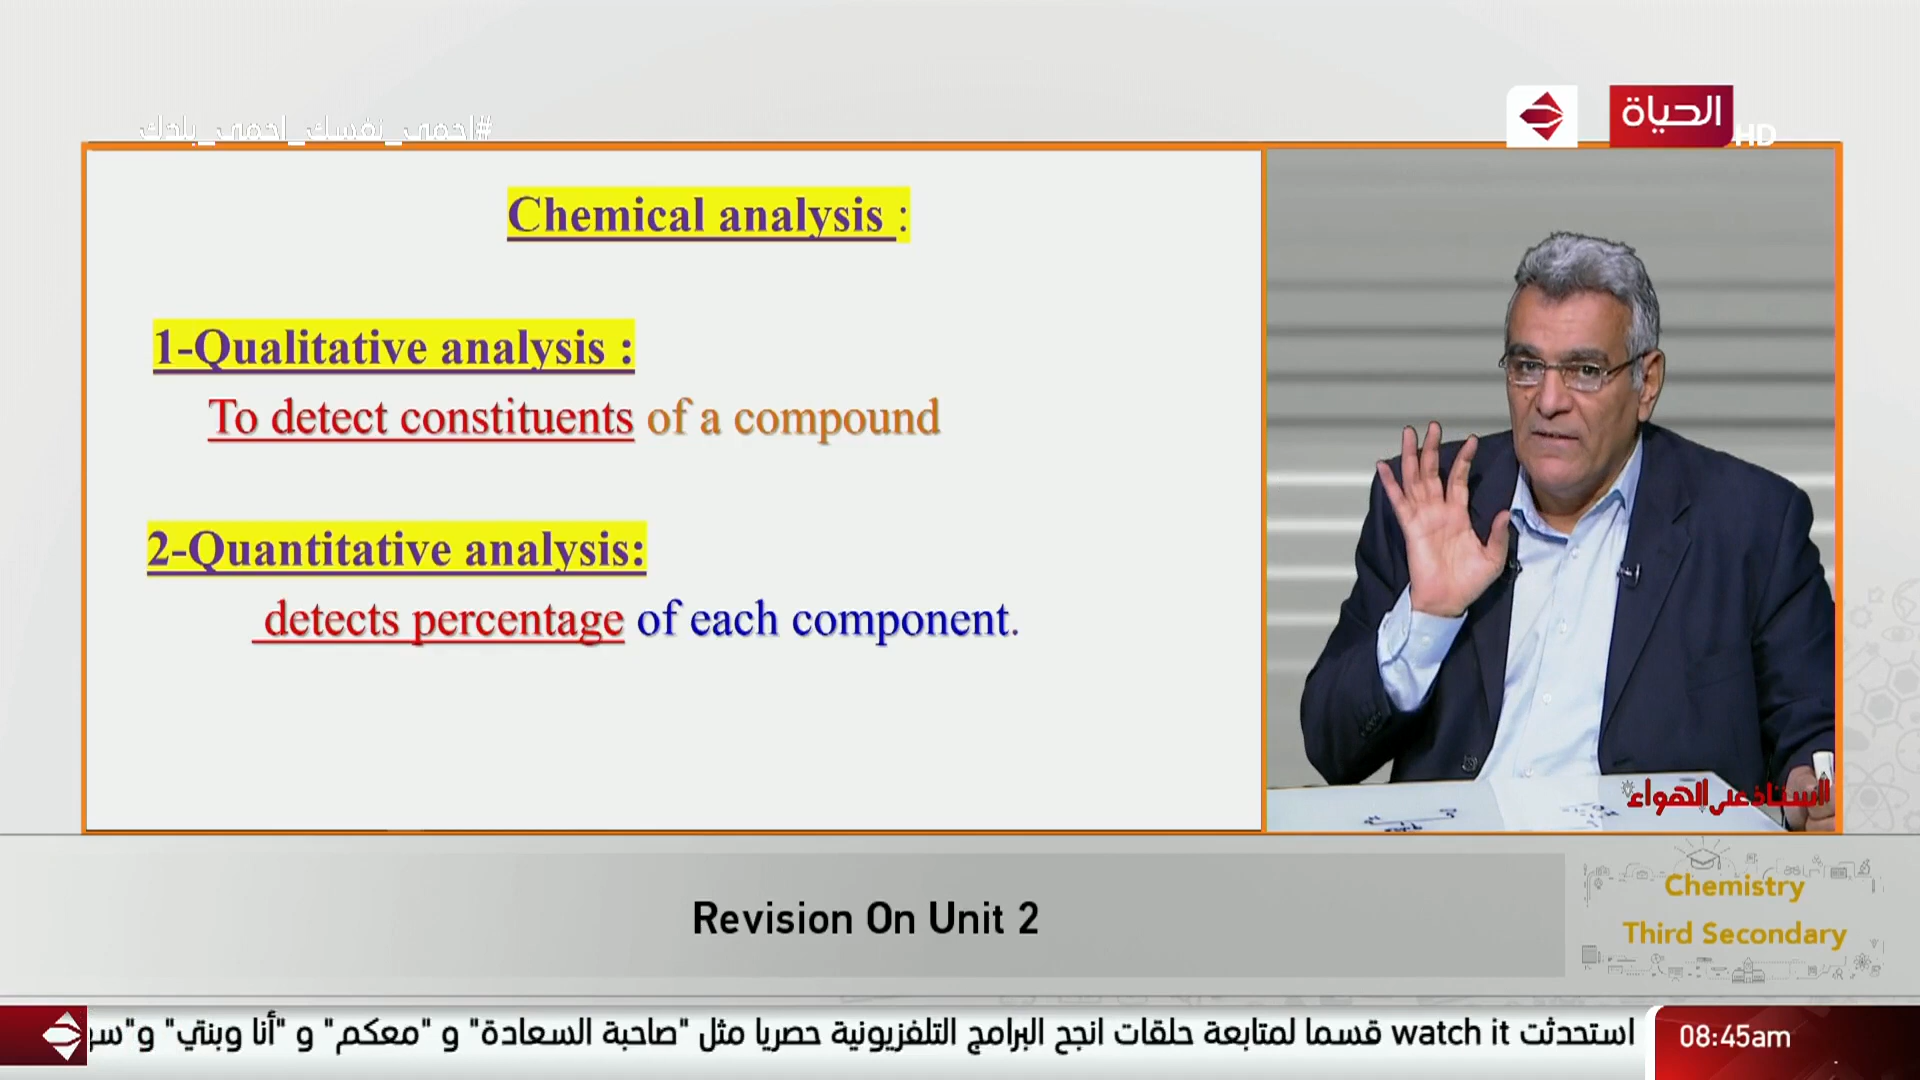 #احمي_نفسك_احمي_بلدك
الحياة
HD
Chemical analysis :
1-Qualitative analysis :
To detect constituents of a compound
2-Quantitative analysis:
detects percentage of each component.
الستاذ على الهواء
Revision On Unit 2
Chemistry
Third Secondary
استحدثت watch it قسما لمتابعة حلقات انجح البرامج التلفزيونية حصريا مثل "صاحبة السعادة" و "معكم" و "أنا وبنتي" و"سه
08:45am